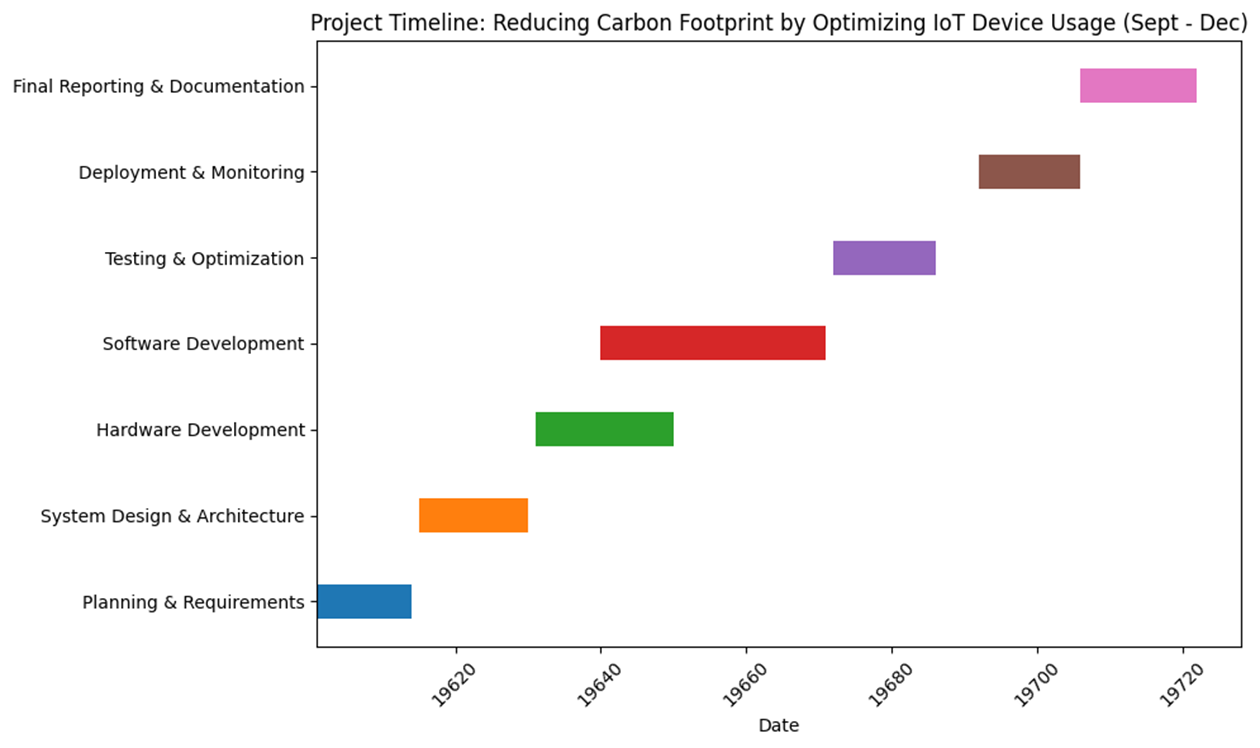 Project Timeline: Reducing Carbon Footprint by Optimizing IoT Device Usage (Sept - Dec)
Final Reporting & Documentation
Deployment & Monitoring
Testing & Optimization
Software Development
Hardware Development
System Design & Architecture
Planning & Requirements
19620
19640
19660
19680
19700
19720
Date